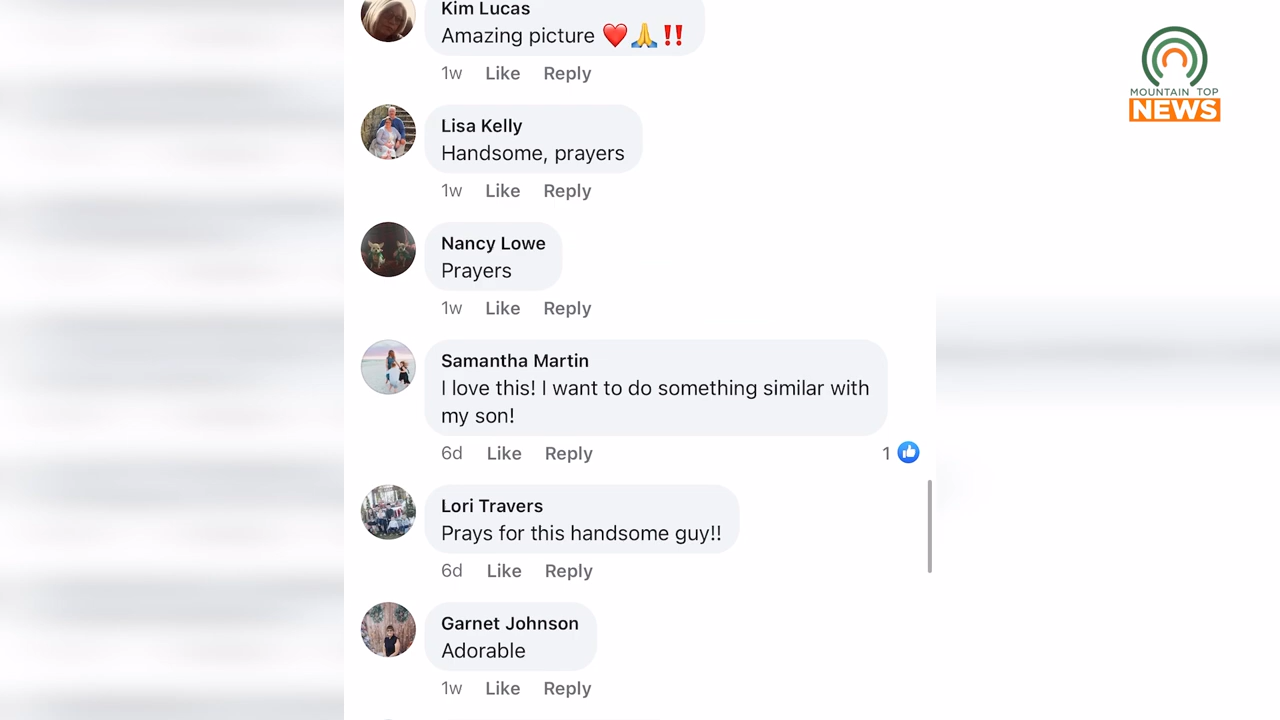 Kim Lucas
Amazing picture ❤️🙏‼️
1w Like Reply
MOUNTAIN TOP
NEWS
Lisa Kelly
Handsome, prayers
1w Like Reply
Nancy Lowe
Prayers
1w Like Reply
Samantha Martin
I love this! I want to do something similar with
my son!
6d Like Reply 1
Lori Travers
Prays for this handsome guy!!
6d Like Reply
Garnet Johnson
Adorable
1w Like Reply